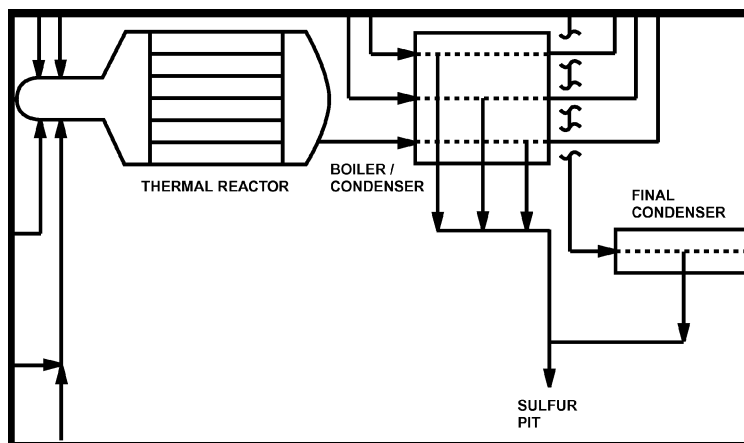 THERMAL REACTOR
BOILER /
CONDENSER
FINAL
CONDENSER
SULFUR
PIT